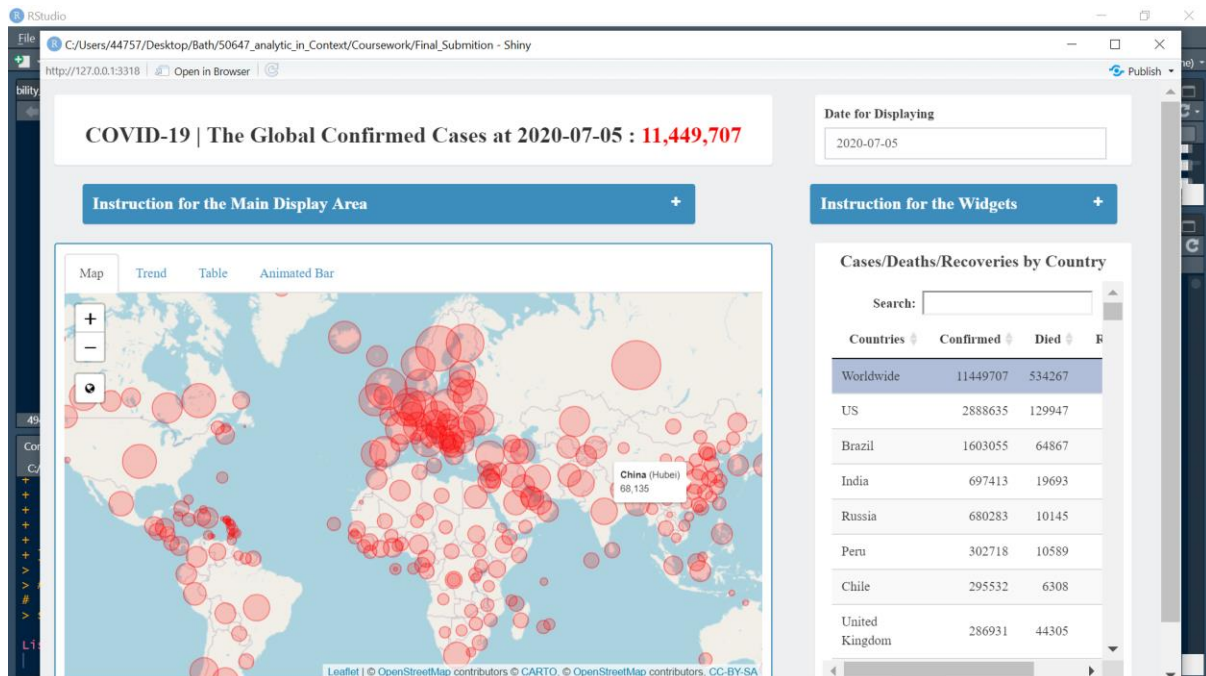 RStudio
File
C:/Users/44757/Desktop/Bath/50647_analytic_in_Context/Coursework/Final_Submition - Shiny
http://127.0.0.1:3318 Open in Browser Publish
bility
COVID-19 | The Global Confirmed Cases at 2020-07-05 : 11,449,707
Date for Displaying
2020-07-05
Instruction for the Main Display Area +
Instruction for the Widgets +
Map Trend Table Animated Bar
+
−
China (Hubei)
68,135
Leaflet | © OpenStreetMap contributors © CARTO, © OpenStreetMap contributors, CC-BY-SA
Cases/Deaths/Recoveries by Country
Search:
Countries Confirmed Died R
Worldwide 11449707 534267
US 2888635 129947
Brazil 1603055 64867
India 697413 19693
Russia 680283 10145
Peru 302718 10589
Chile 295532 6308
United
Kingdom 286931 44305